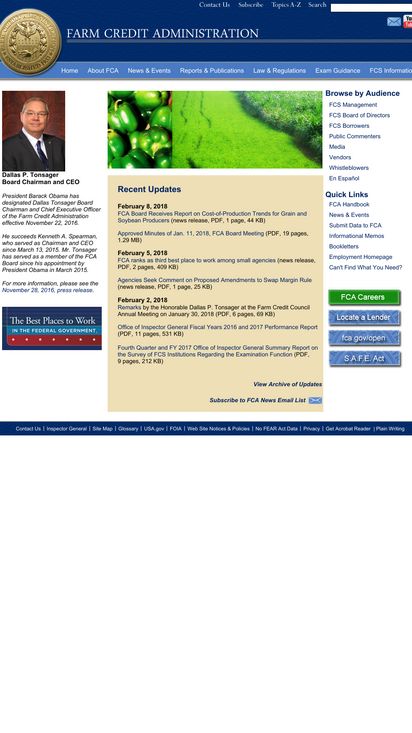 Contact Us Subscribe Topics A-Z Search
FARM CREDIT ADMINISTRATION
Home About FCA News & Events Reports & Publications Law & Regulations Exam Guidance FCS Informatio
Dallas P. Tonsager
Board Chairman and CEO
President Barack Obama has
designated Dallas Tonsager Board
Chairman and Chief Executive Officer
of the Farm Credit Administration
effective November 22, 2016.
He succeeds Kenneth A. Spearman,
who served as Chairman and CEO
since March 13, 2015. Mr. Tonsager
has served as a member of the FCA
Board since his appointment by
President Obama in March 2015.
For more information, please see the
November 28, 2016, press release.
The Best Places to Work
IN THE FEDERAL GOVERNMENT
Recent Updates
February 8, 2018
FCA Board Receives Report on Cost-of-Production Trends for Grain and
Soybean Producers (news release, PDF, 1 page, 44 KB)
Approved Minutes of Jan. 11, 2018, FCA Board Meeting (PDF, 19 pages,
1.29 MB)
February 5, 2018
FCA ranks as third best place to work among small agencies (news release,
PDF, 2 pages, 409 KB)
Agencies Seek Comment on Proposed Amendments to Swap Margin Rule
(news release, PDF, 1 page, 25 KB)
February 2, 2018
Remarks by the Honorable Dallas P. Tonsager at the Farm Credit Council
Annual Meeting on January 30, 2018 (PDF, 6 pages, 69 KB)
Office of Inspector General Fiscal Years 2016 and 2017 Performance Report
(PDF, 11 pages, 531 KB)
Fourth Quarter and FY 2017 Office of Inspector General Summary Report on
the Survey of FCS Institutions Regarding the Examination Function (PDF,
9 pages, 212 KB)
View Archive of Updates
Subscribe to FCA News Email List
Browse by Audience
FCS Management
FCS Board of Directors
FCS Borrowers
Public Commenters
Media
Vendors
Whistleblowers
En Español
Quick Links
FCA Handbook
News & Events
Submit Data to FCA
Informational Memos
Bookletters
Employment Homepage
Can't Find What You Need?
FCA Careers
Locate a Lender
fca.gov/open
S.A.F.E. Act
Contact Us | Inspector General | Site Map | Glossary | USA.gov | FOIA | Web Site Notices & Policies | No FEAR Act Data | Privacy | Get Acrobat Reader | Plain Writing